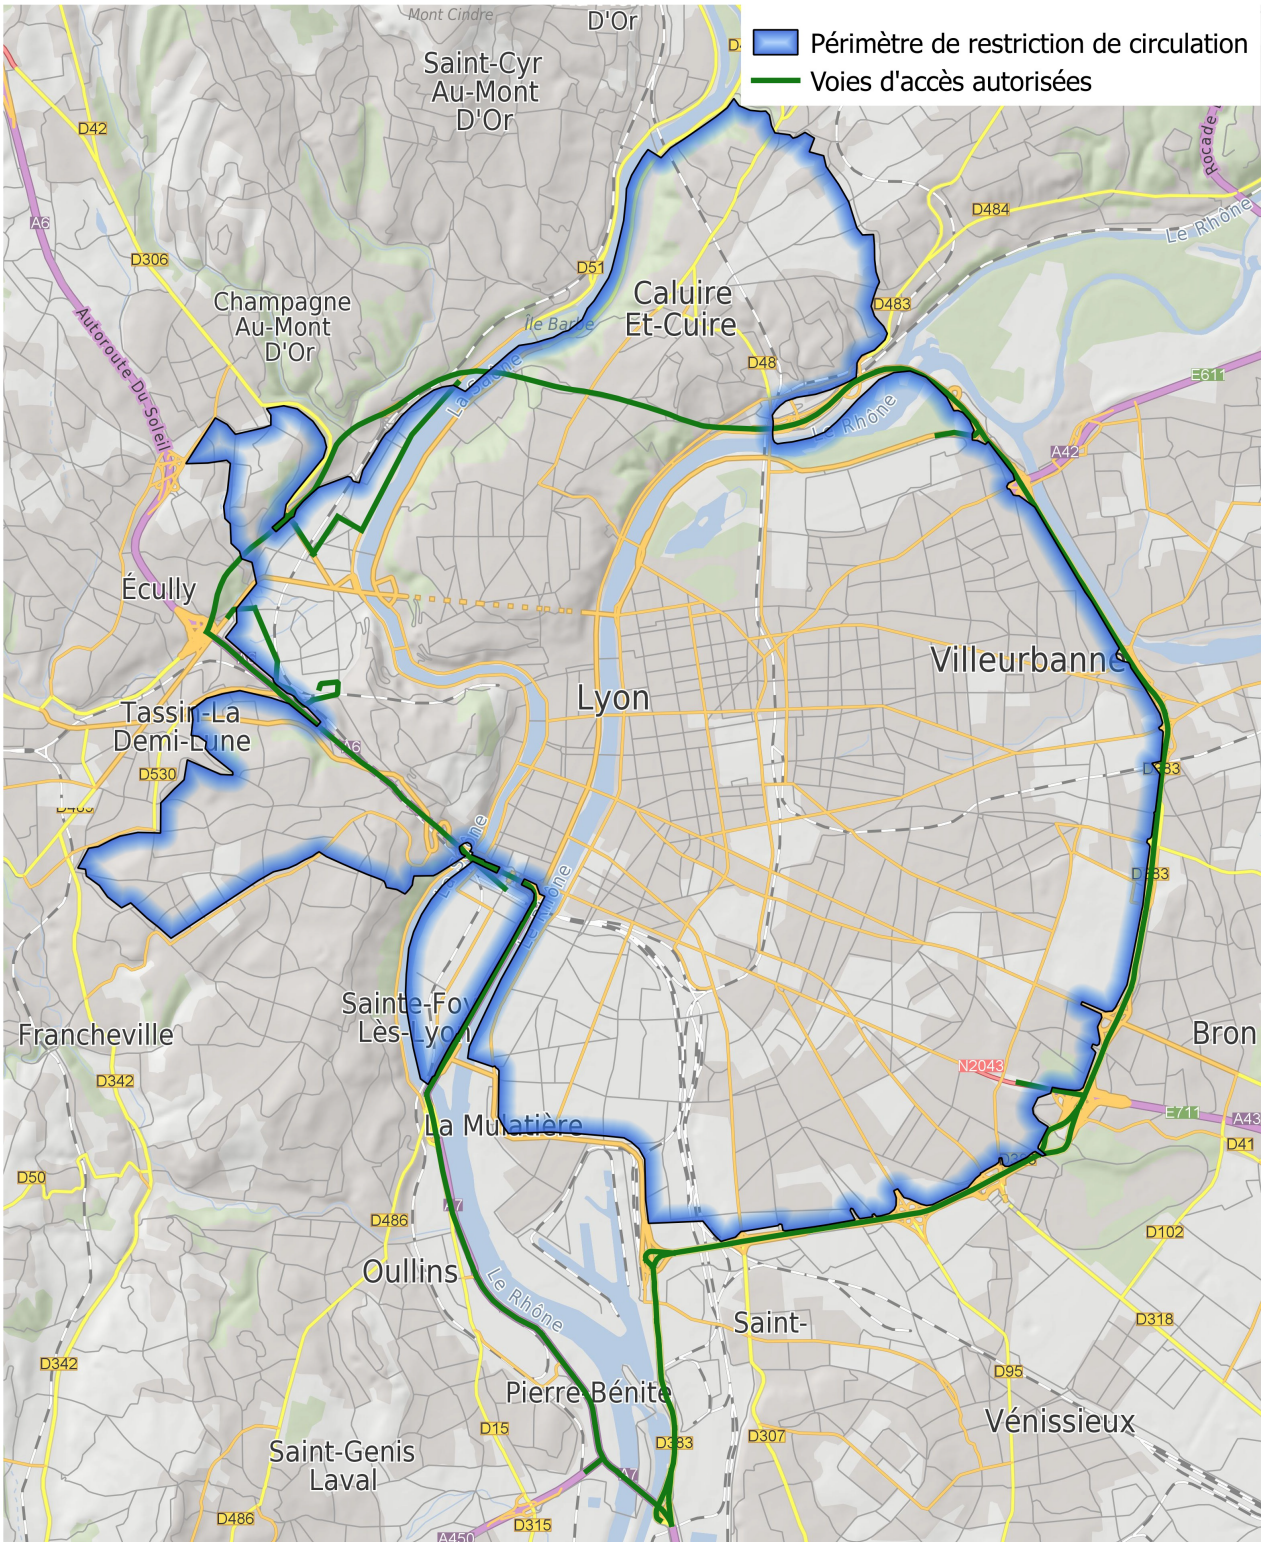 Mont Cindre
D'Or
Périmètre de restriction de circulation
Voies d'accès autorisées
Saint-Cyr
Au-Mont
D'Or
D42
Rocade
A6
D484
Le Rhône
D306
D51
Autoroute Du Soleil
Champagne
Au-Mont
D'Or
Île Barbe
Caluire
Et-Cuire
D483
D48
La Saône
E611
Le Rhône
A42
Écully
Villeurbanne
Lyon
Tassin-La
Demi-Lune
A6
D530
D383
D383
Le Rhône
Sainte-Foy
Lès-Lyon
Francheville
Bron
N2043
D342
La Mulatière
E711
A43
D41
D50
A7
D486
D102
Oullins
Le Rhône
Saint-
D318
D342
D95
Pierre-Bénite
Vénissieux
D15
D383
D307
Saint-Genis
Laval
A7
D486
D315
A450